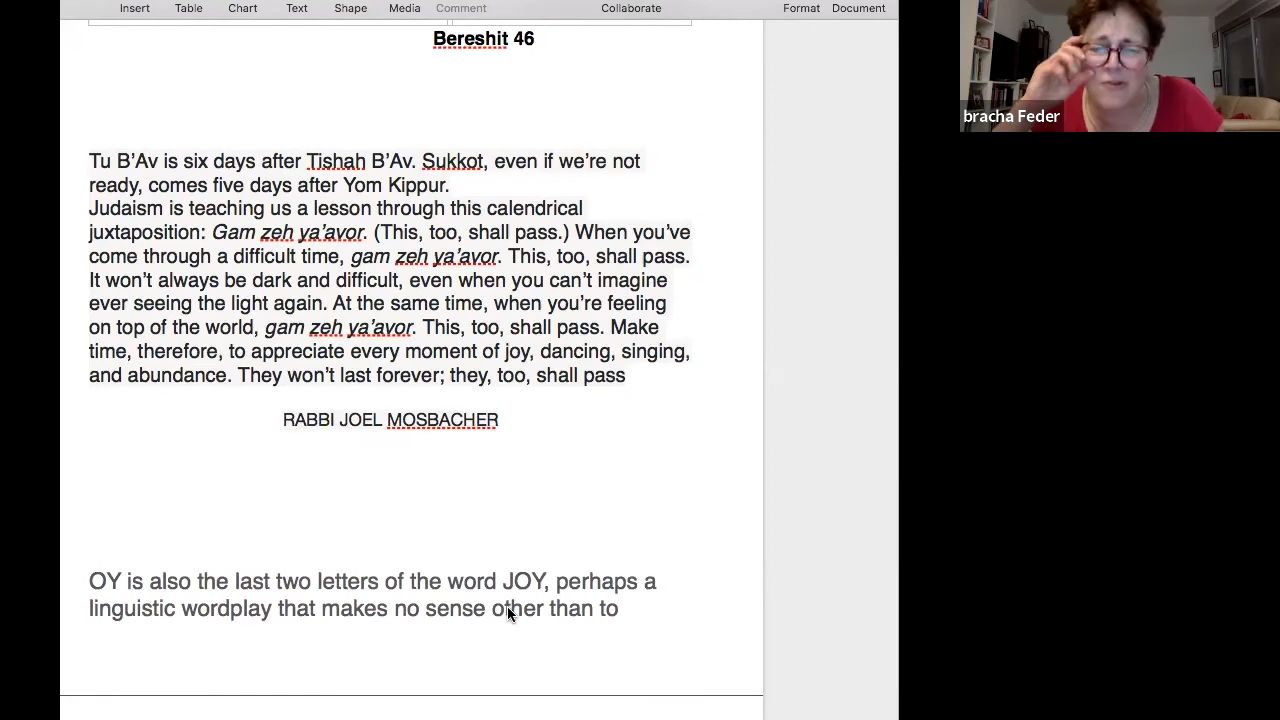 Insert Table Chart Text Shape Media Comment Collaborate Format Document
Bereshit 46
bracha Feder
Tu B’Av is six days after Tishah B’Av. Sukkot, even if we’re not
ready, comes five days after Yom Kippur.
Judaism is teaching us a lesson through this calendrical
juxtaposition: Gam zeh ya’avor. (This, too, shall pass.) When you’ve
come through a difficult time, gam zeh ya’avor. This, too, shall pass.
It won’t always be dark and difficult, even when you can’t imagine
ever seeing the light again. At the same time, when you’re feeling
on top of the world, gam zeh ya’avor. This, too, shall pass. Make
time, therefore, to appreciate every moment of joy, dancing, singing,
and abundance. They won’t last forever; they, too, shall pass
RABBI JOEL MOSBACHER
OY is also the last two letters of the word JOY, perhaps a
linguistic wordplay that makes no sense other than to